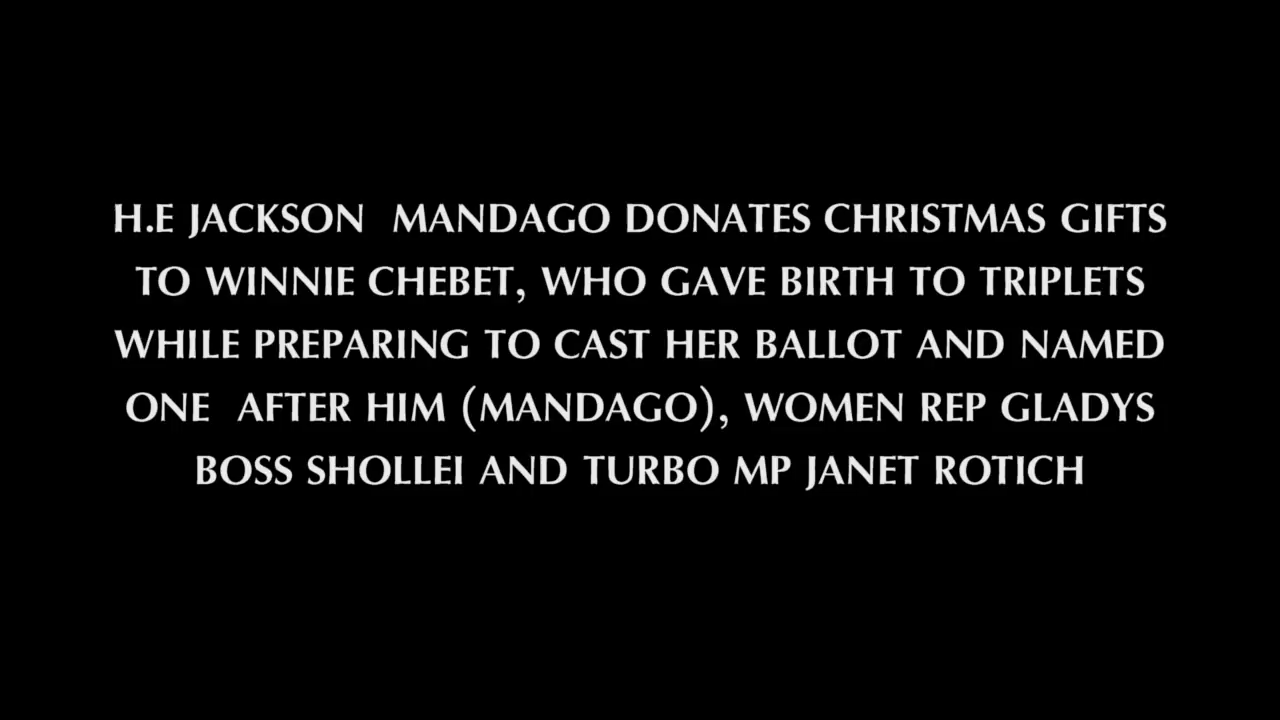 H.E JACKSON  MANDAGO DONATES CHRISTMAS GIFTS
TO WINNIE CHEBET, WHO GAVE BIRTH TO TRIPLETS
WHILE PREPARING TO CAST HER BALLOT AND NAMED
ONE  AFTER HIM (MANDAGO), WOMEN REP GLADYS
BOSS SHOLLEI AND TURBO MP JANET ROTICH